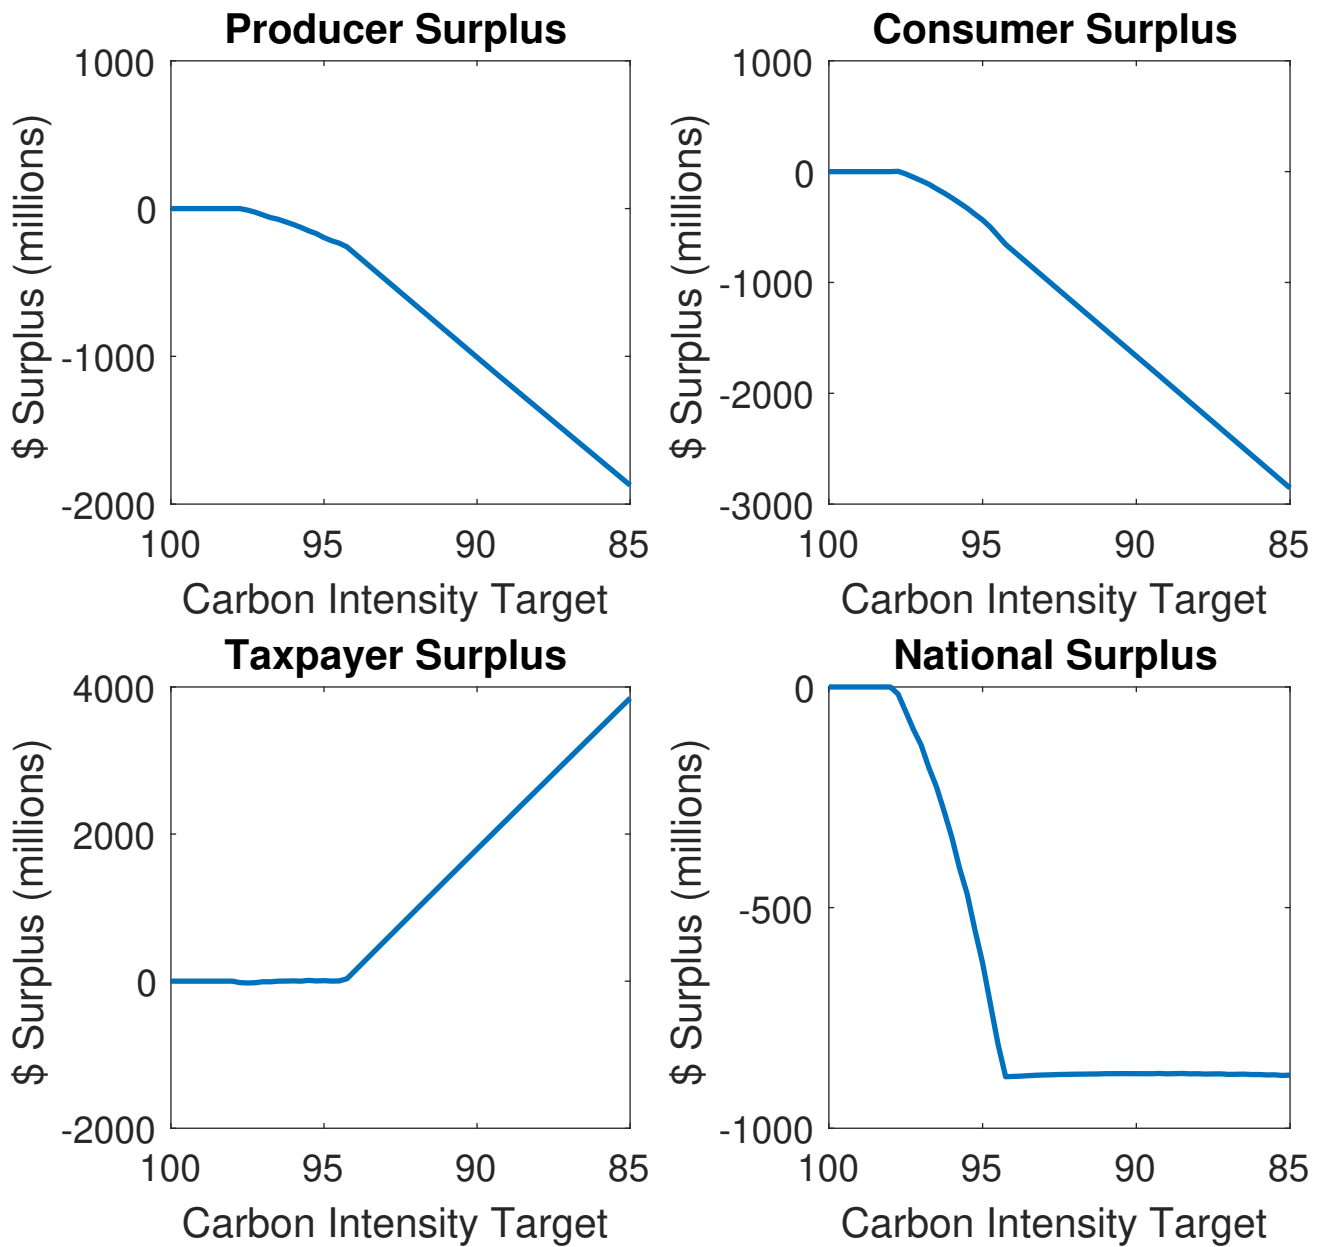 Producer Surplus
1000
0
-1000
-2000
100 95 90 85
$ Surplus (millions)
Carbon Intensity Target
Consumer Surplus
1000
0
-1000
-2000
-3000
100 95 90 85
$ Surplus (millions)
Carbon Intensity Target
Taxpayer Surplus
4000
2000
0
-2000
100 95 90 85
$ Surplus (millions)
Carbon Intensity Target
National Surplus
0
-500
-1000
100 95 90 85
$ Surplus (millions)
Carbon Intensity Target